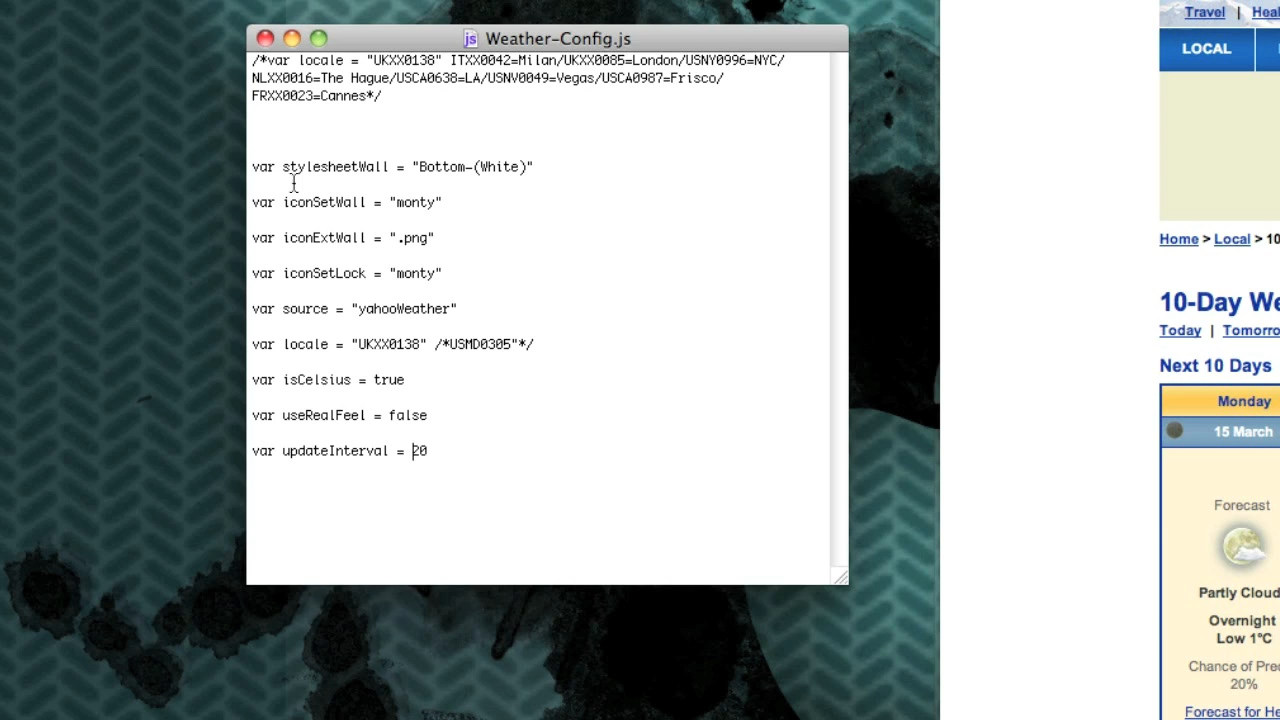 Weather-Config.js
/*var locale = "UKXX0138" ITXX0042=Milan/UKXX0085=London/USNY0996=NYC/
NLXX0016=The Hague/USCA0638=LA/USNV0049=Vegas/USCA0987=Frisco/
FRXX0023=Cannes*/
var stylesheetWall = "Bottom-(White)"
var iconSetWall = "monty"
var iconExtWall = ".png"
var iconSetLock = "monty"
var source = "yahooWeather"
var locale = "UKXX0138" /*USMD0305"*/
var isCelsius = true
var useRealFeel = false
var updateInterval = 20
Travel | Heal
LOCAL
Home > Local > 10
10-Day We
Today | Tomorro
Next 10 Days
Monday
15 March
Forecast
Partly Cloud
Overnight
Low 1°C
Chance of Prec
20%
Forecast for He